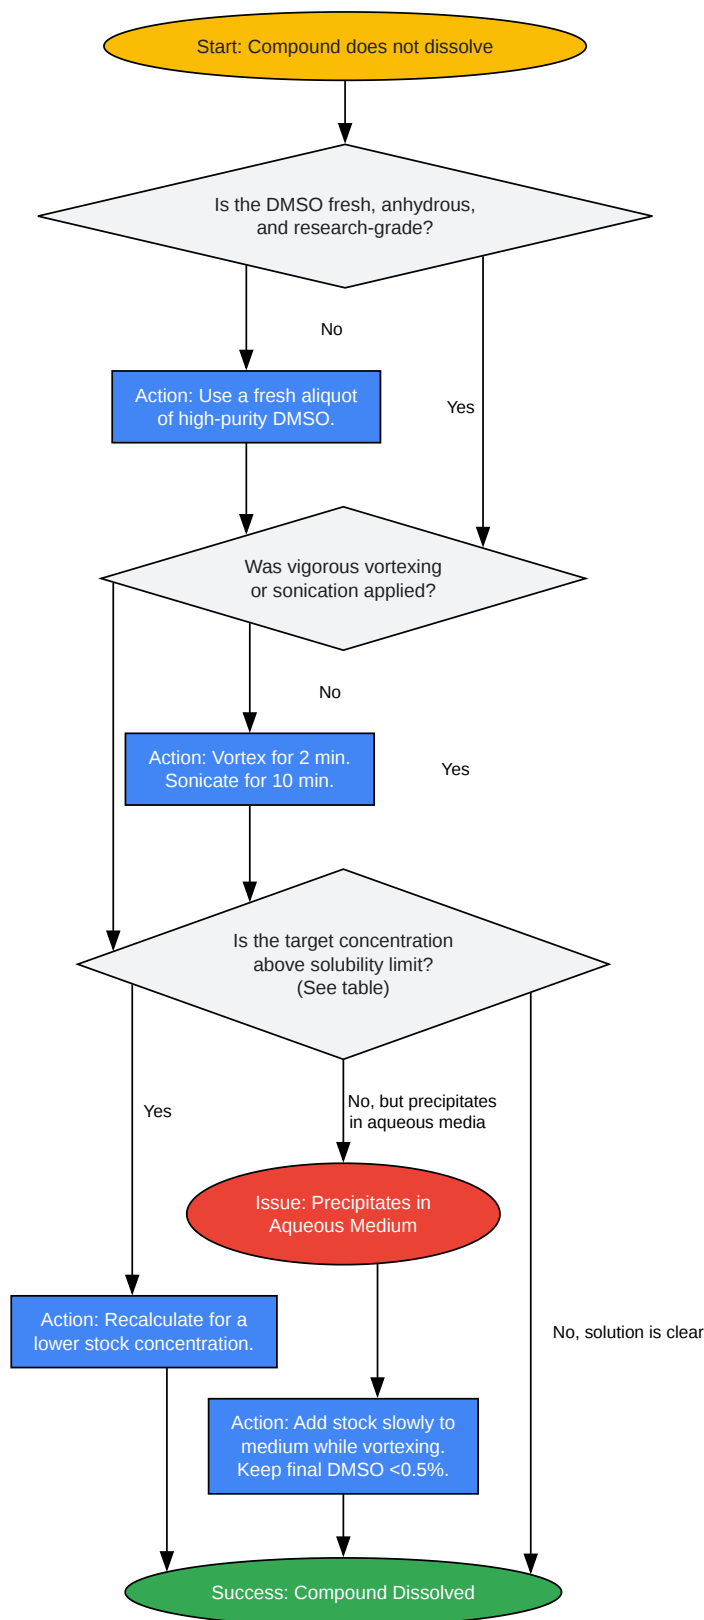 Start: Compound does not dissolve
Is the DMSO fresh, anhydrous,
and research-grade?
No
Action: Use a fresh aliquot
of high-purity DMSO.
Yes
Was vigorous vortexing
or sonication applied?
No
Action: Vortex for 2 min.
Sonicate for 10 min.
Yes
Is the target concentration
above solubility limit?
(See table)
Yes
No, but precipitates
in aqueous media
Issue: Precipitates in
Aqueous Medium
Action: Recalculate for a
lower stock concentration.
No, solution is clear
Action: Add stock slowly to
medium while vortexing.
Keep final DMSO <0.5%.
Success: Compound Dissolved